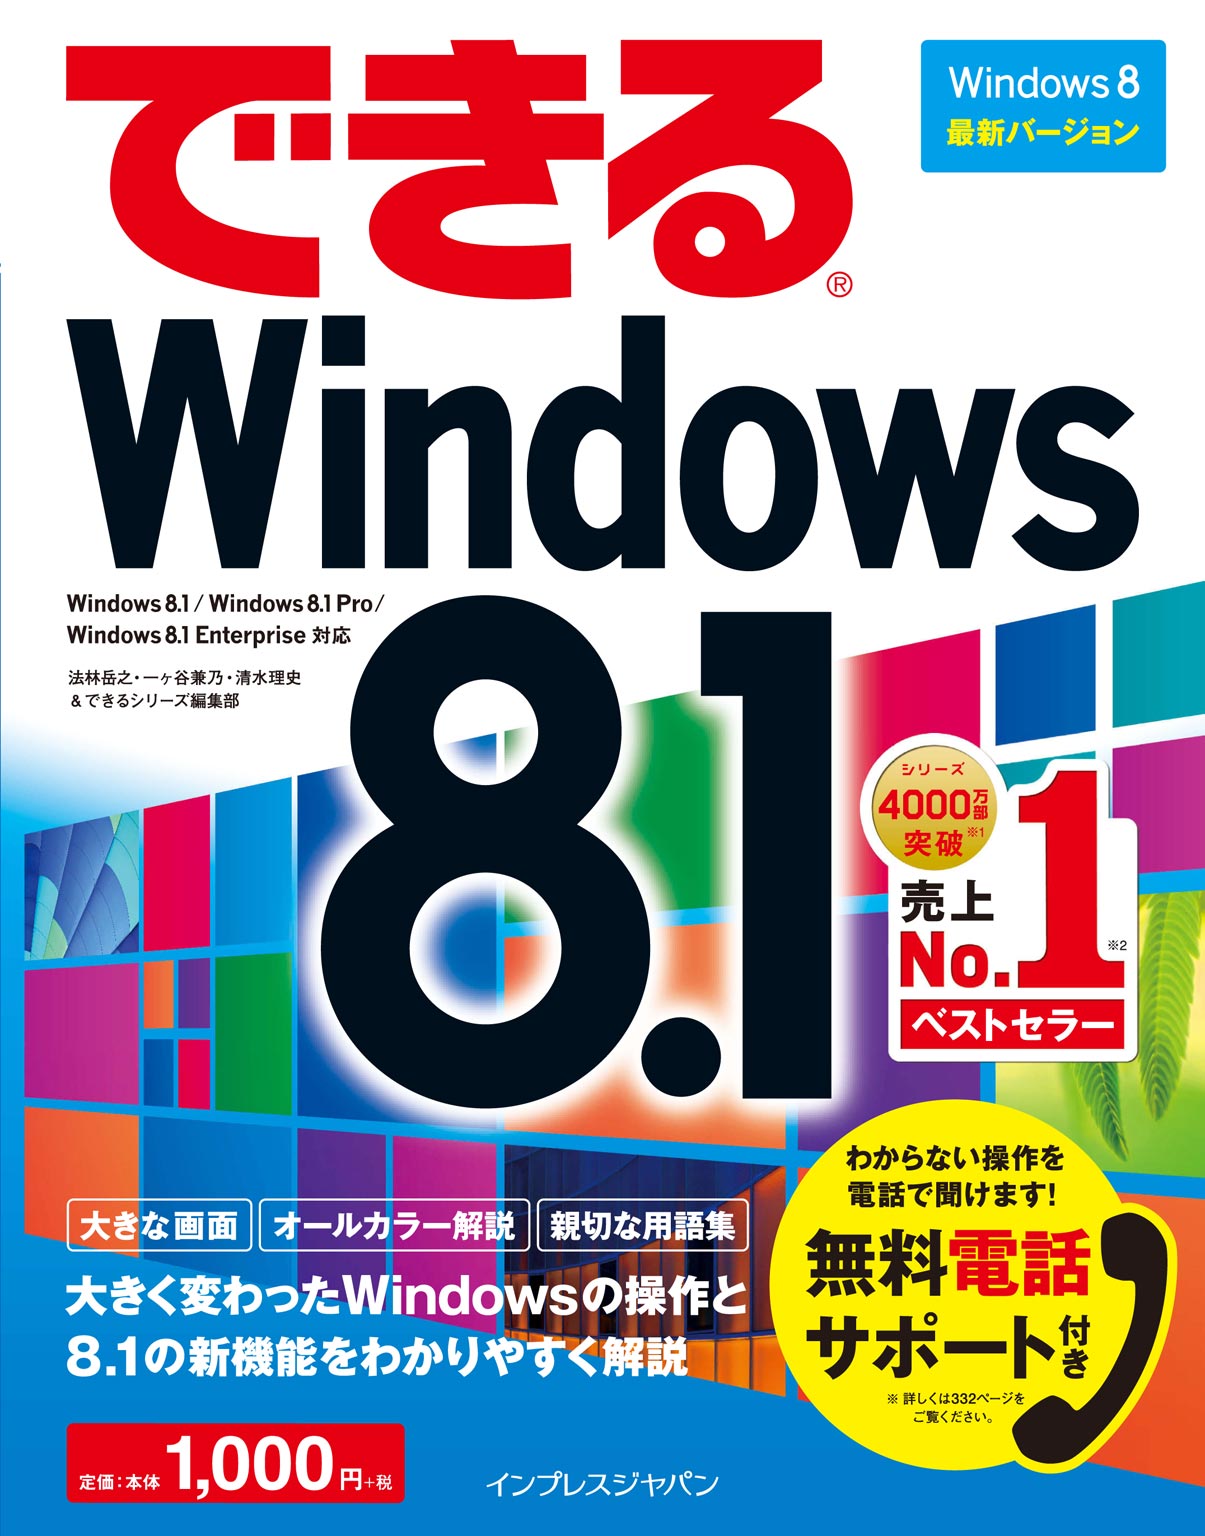 できる®
Windows 8
最新バージョン
Windows
8.1
Windows 8.1 / Windows 8.1 Pro /
Windows 8.1 Enterprise 対応
法林岳之・一ヶ谷兼乃・清水理史
&できるシリーズ編集部
シリーズ
4000万部
突破※1
売上
No.1
※2
ベストセラー
わからない操作を
電話で聞けます!
無料電話
サポート付き
※ 詳しくは332ページを
ご覧ください。
大きな画面 オールカラー解説 親切な用語集
大きく変わったWindowsの操作と
8.1の新機能をわかりやすく解説
定価:本体 1,000円+税
インプレスジャパン